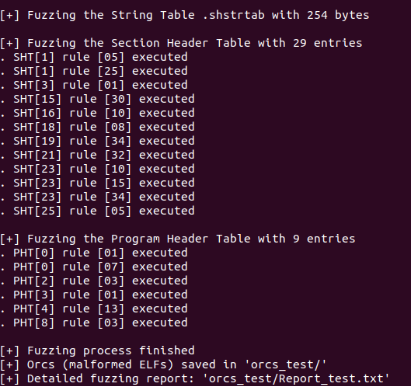 [+] Fuzzing the String Table .shstrtab with 254 bytes
[+] Fuzzing the Section Header Table with 29 entries
. SHT[1] rule [05] executed
. SHT[1] rule [25] executed
. SHT[3] rule [01] executed
. SHT[15] rule [30] executed
. SHT[16] rule [10] executed
. SHT[18] rule [08] executed
. SHT[19] rule [34] executed
. SHT[21] rule [32] executed
. SHT[23] rule [10] executed
. SHT[23] rule [15] executed
. SHT[23] rule [34] executed
. SHT[25] rule [05] executed
[+] Fuzzing the Program Header Table with 9 entries
. PHT[0] rule [01] executed
. PHT[0] rule [07] executed
. PHT[2] rule [03] executed
. PHT[3] rule [01] executed
. PHT[4] rule [13] executed
. PHT[8] rule [03] executed
[+] Fuzzing process finished
[+] Orcs (malformed ELFs) saved in 'orcs_test/'
[+] Detailed fuzzing report: 'orcs_test/Report_test.txt'